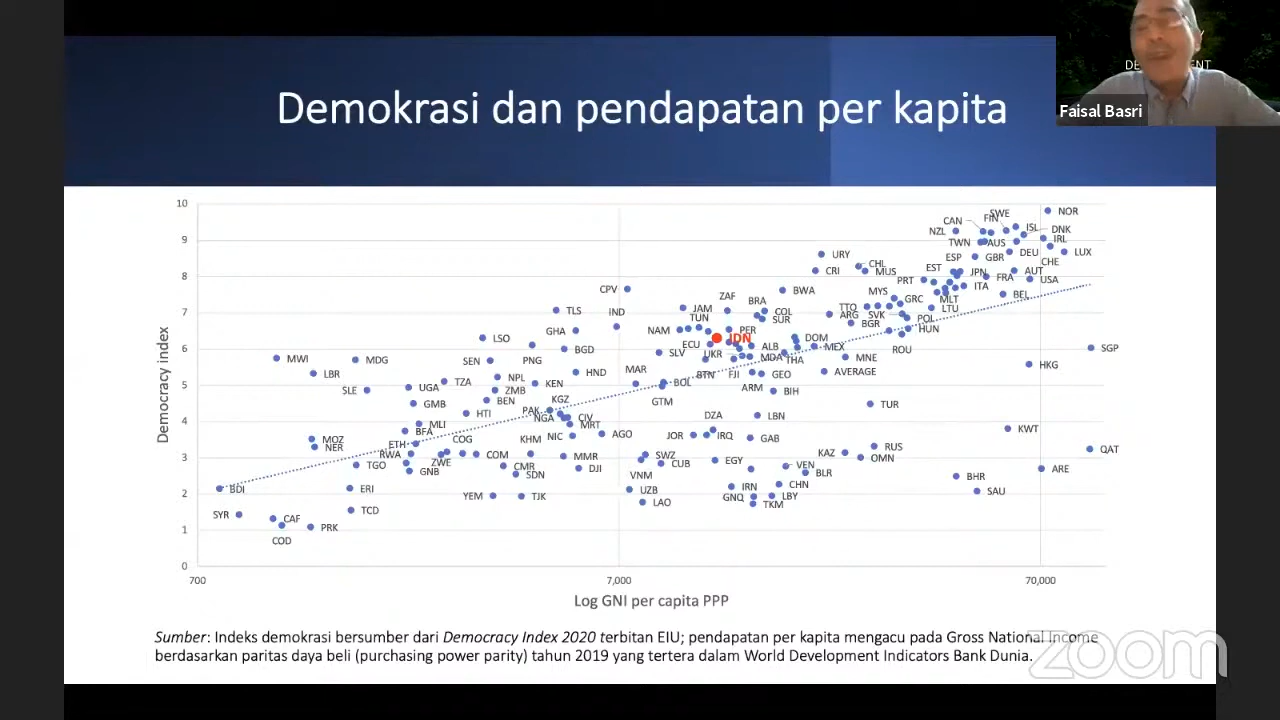 DE
NT
Faisal Basri
Demokrasi dan pendapatan per kapita
Democracy index
10
9
8
7
6
5
4
3
2
1
0
NOR
SWE
FIN
CAN
ISL
DNK
NZL
TWN
AUS
IRL
URY
ESP
GBR
DEU
LUX
CHE
CHL
CRI
MUS
EST
JPN
AUT
PRT
FRA
USA
CPV
BWA
MYS
ITA
BEL
ZAF
BRA
GRC
MLT
TTO
LTU
TLS
IND
JAM
COL
SUR
ARG
SVK
POL
TUN
BGR
HUN
GHA
NAM
PER
LSO
IDN
DOM
ROU
PNG
BGD
ECU
ALB
MEX
SGP
MWI
MDG
SEN
SLV
UKR
MDA
THA
MNE
HKG
LBR
HND
MAR
BTN
FJI
GEO
AVERAGE
NPL
TZA
KEN
BOL
SLE
UGA
ZMB
ARM
BIH
GMB
BEN
KGZ
GTM
TUR
HTI
PAK
NGA
CIV
DZA
LBN
MLI
MRT
KWT
BFA
NIC
AGO
JOR
IRQ
GAB
MOZ
ETH
COG
KHM
NER
RWA
RUS
QAT
ZWE
COM
MMR
SWZ
KAZ
OMN
TGO
GNB
CMR
DJI
CUB
EGY
VEN
ARE
SDN
VNM
BLR
BHR
BDI
ERI
UZB
IRN
CHN
SAU
YEM
TJK
GNQ
LBY
LAO
TKM
SYR
TCD
CAF
PRK
COD
700
7,000
70,000
Log GNI per capita PPP
Sumber: Indeks demokrasi bersumber dari Democracy Index 2020 terbitan EIU; pendapatan per kapita mengacu pada Gross National Income
berdasarkan paritas daya beli (purchasing power parity) tahun 2019 yang tertera dalam World Development Indicators Bank Dunia.
zoom